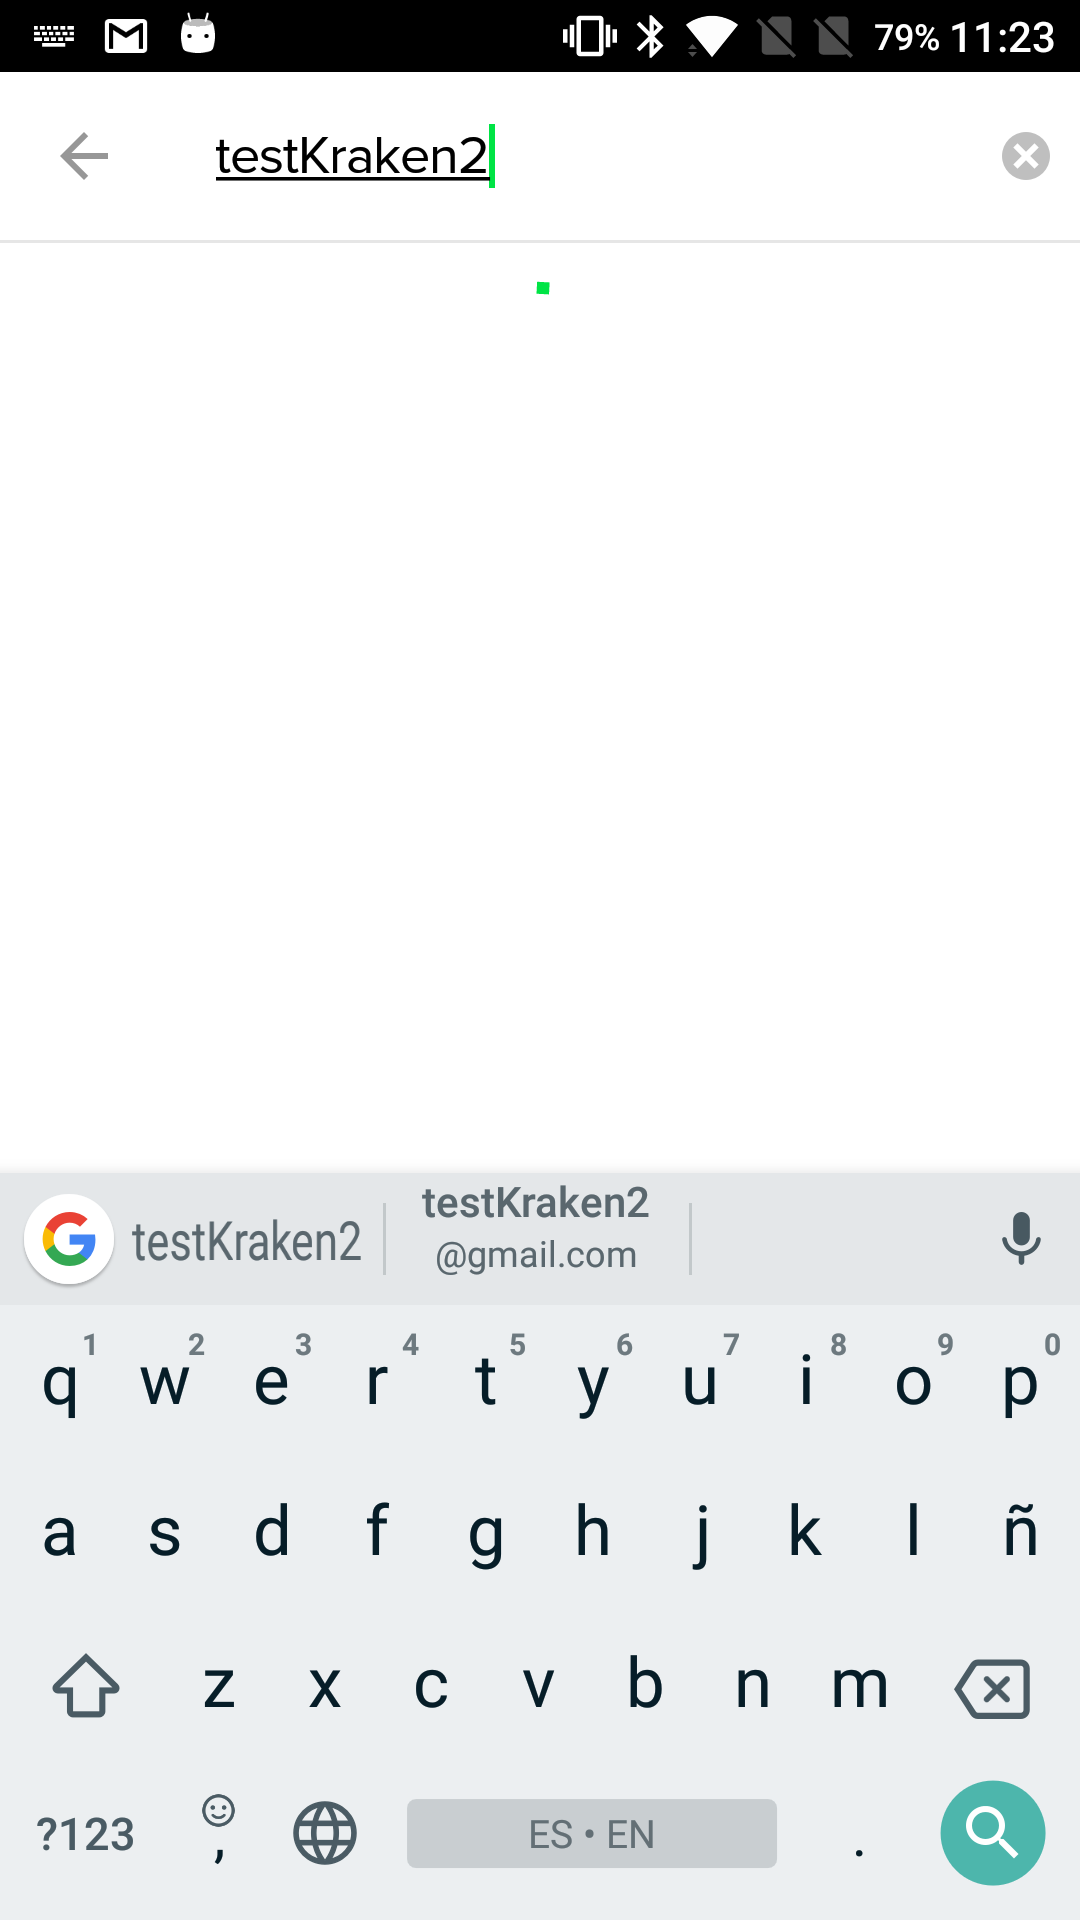 79% 11:23
testKraken2
testKraken2
testKraken2
@gmail.com
1 2 3 4 5 6 7 8 9 0
q w e r t y u i o p
a s d f g h j k l ñ
z x c v b n m
?123 , ES • EN .